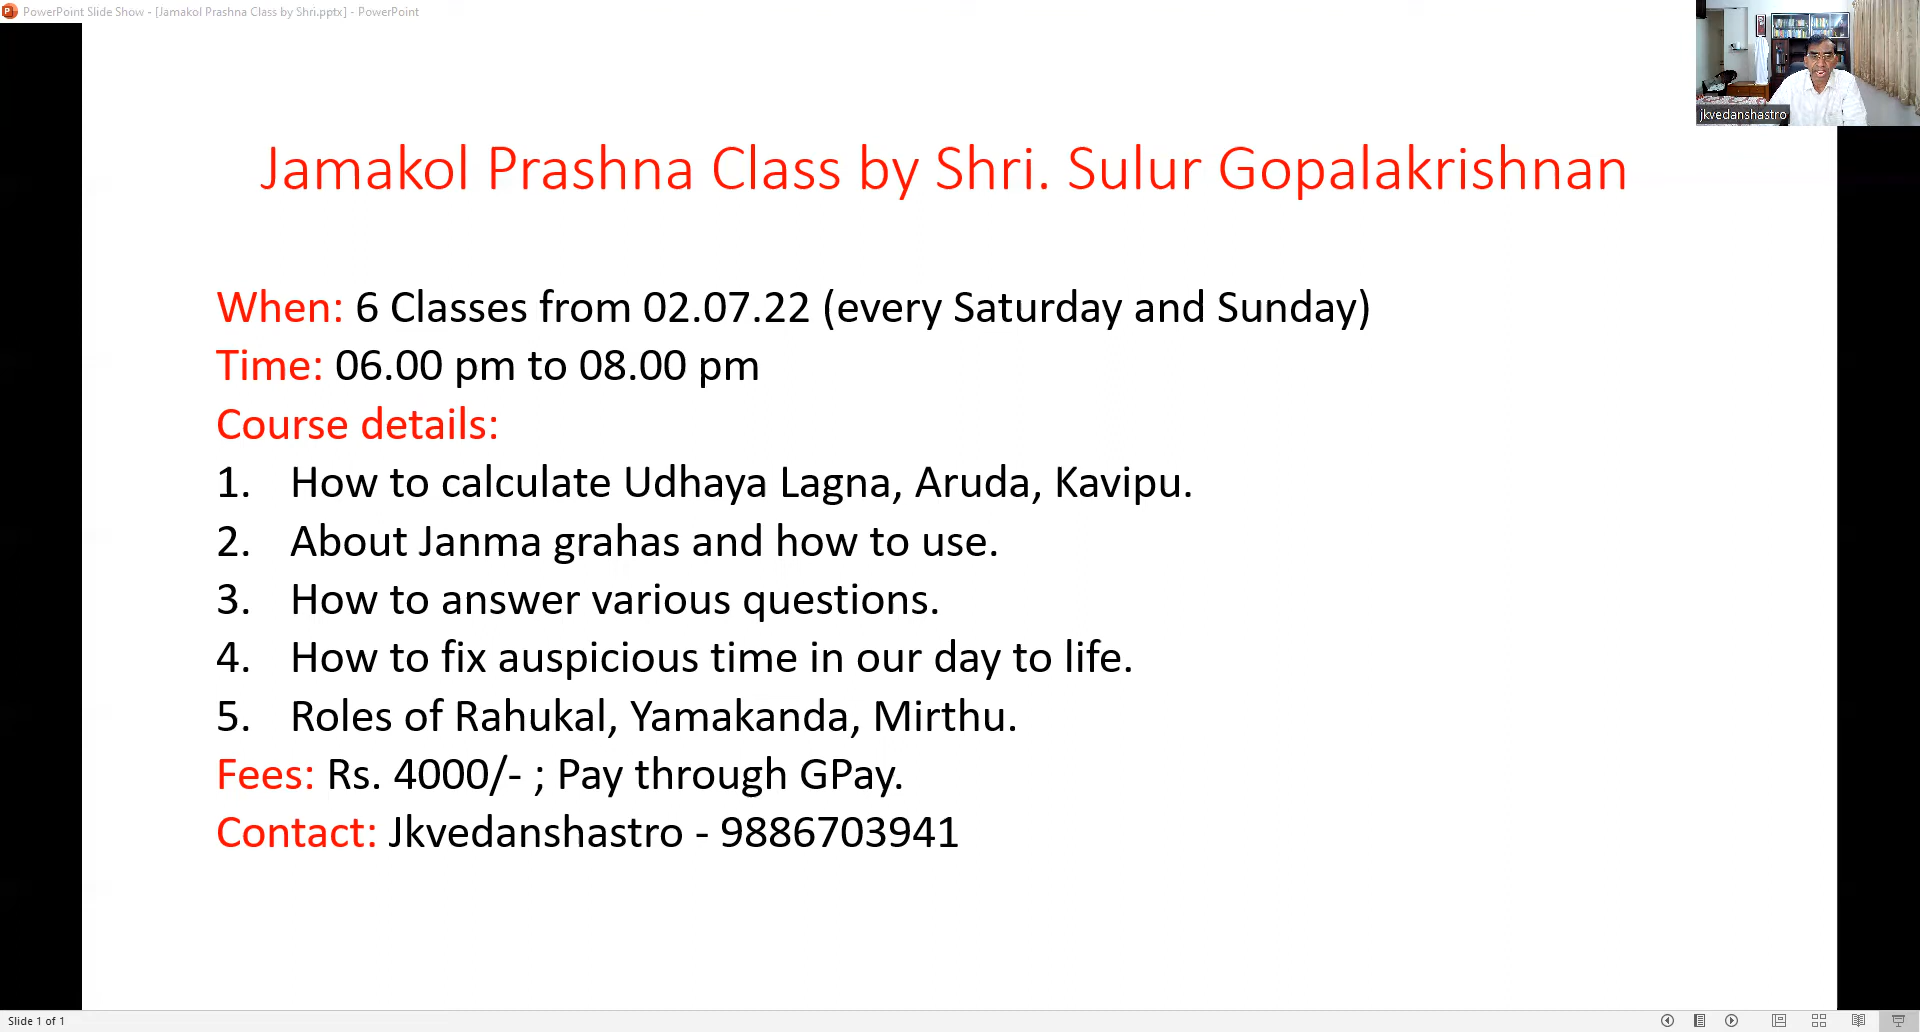 PowerPoint Slide Show - [Jamakol Prashna Class by Shri.pptx] - PowerPoint
jkvedanshastro
Jamakol Prashna Class by Shri. Sulur Gopalakrishnan
When: 6 Classes from 02.07.22 (every Saturday and Sunday)
Time: 06.00 pm to 08.00 pm
Course details:
1. How to calculate Udhaya Lagna, Aruda, Kavipu.
2. About Janma grahas and how to use.
3. How to answer various questions.
4. How to fix auspicious time in our day to life.
5. Roles of Rahukal, Yamakanda, Mirthu.
Fees: Rs. 4000/- ; Pay through GPay.
Contact: Jkvedanshastro - 9886703941
Slide 1 of 1